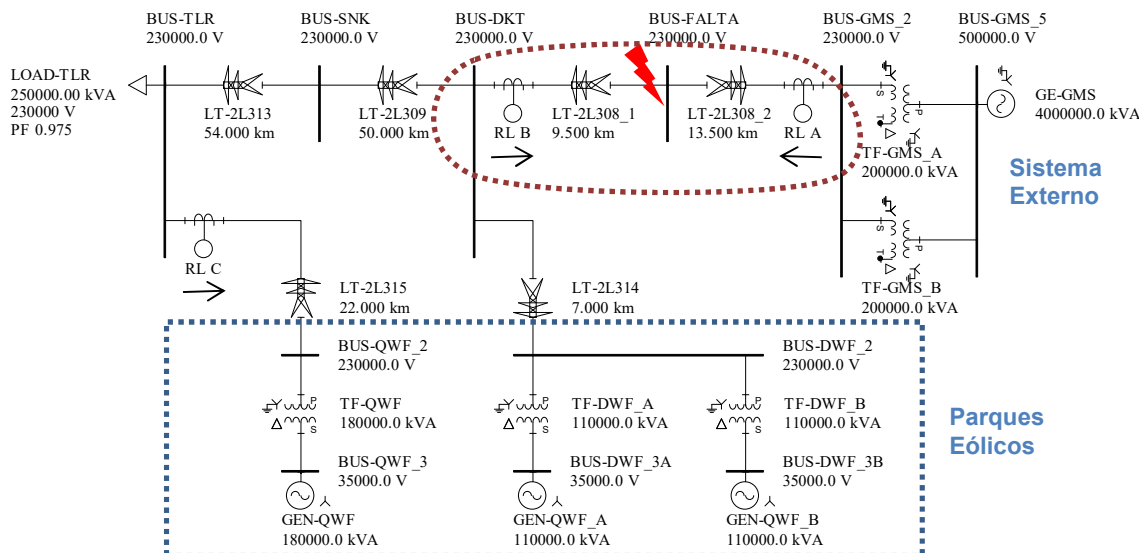 BUS-TLR
230000.0 V
BUS-SNK
230000.0 V
BUS-DKT
230000.0 V
BUS-FALTA
230000.0 V
BUS-GMS_2
230000.0 V
BUS-GMS_5
500000.0 V
LOAD-TLR
250000.00 kVA
230000 V
PF 0.975
LT-2L313
54.000 km
LT-2L309
50.000 km
RL B
LT-2L308_1
9.500 km
LT-2L308_2
13.500 km
RL A
S
P
T
TF-GMS_A
200000.0 kVA
GE-GMS
4000000.0 kVA
Sistema
Externo
S
P
T
TF-GMS_B
200000.0 kVA
RL C
LT-2L315
22.000 km
LT-2L314
7.000 km
BUS-QWF_2
230000.0 V
BUS-DWF_2
230000.0 V
P
S
TF-QWF
180000.0 kVA
P
S
TF-DWF_A
110000.0 kVA
P
S
TF-DWF_B
110000.0 kVA
Parques
Eólicos
BUS-QWF_3
35000.0 V
BUS-DWF_3A
35000.0 V
BUS-DWF_3B
35000.0 V
GEN-QWF
180000.0 kVA
GEN-QWF_A
110000.0 kVA
GEN-QWF_B
110000.0 kVA